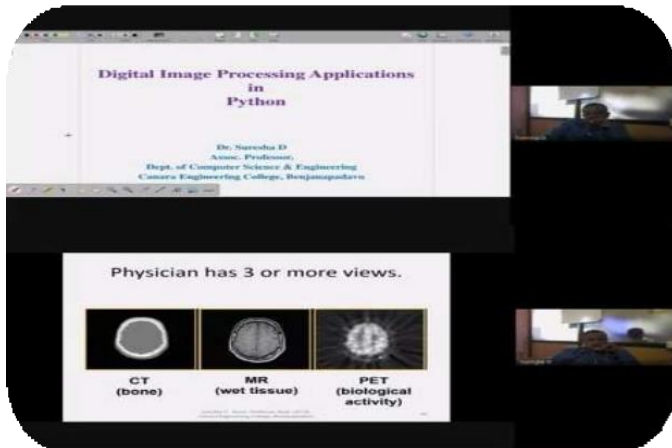 Digital Image Processing Applications
in
Python
Dr. Suresha D
Assoc. Professor,
Dept. of Computer Science & Engineering
Canara Engineering College, Benjanapadavu
Physician has 3 or more views.
CT
(bone)
MR
(wet tissue)
PET
(biological
activity)